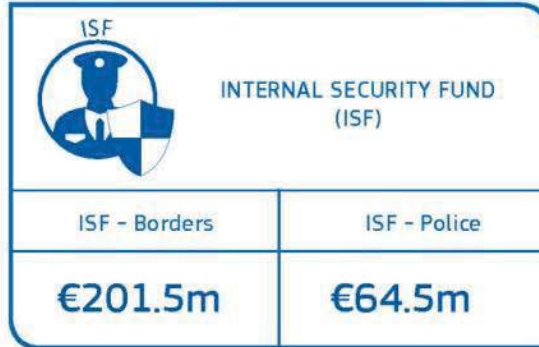 ISF
INTERNAL SECURITY FUND
(ISF)
ISF - Borders
ISF - Police
€201.5m
€64.5m